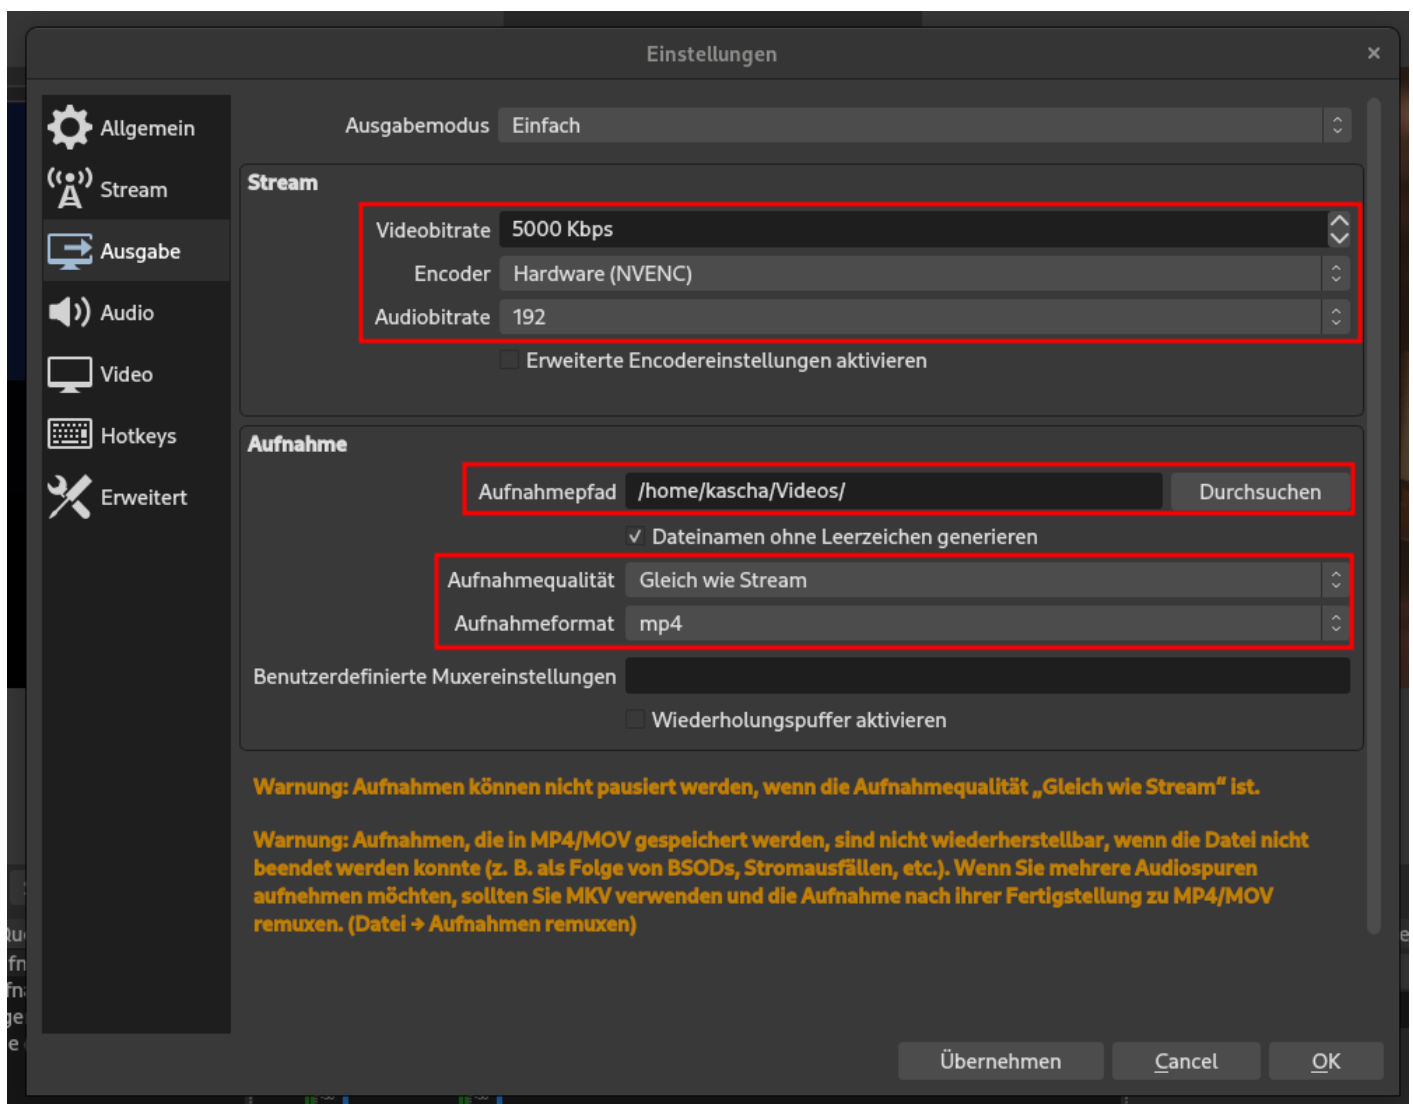 Einstellungen
Allgemein
Stream
Ausgabe
Audio
Video
Hotkeys
Erweitert
Ausgabemodus Einfach
Stream
Videobitrate 5000 Kbps
Encoder Hardware (NVENC)
Audiobitrate 192
Erweiterte Encodereinstellungen aktivieren
Aufnahme
Aufnahmepfad /home/kascha/Videos/ Durchsuchen
Dateinamen ohne Leerzeichen generieren
Aufnahmequalität Gleich wie Stream
Aufnahmeformat mp4
Benutzerdefinierte Muxereinstellungen
Wiederholungspuffer aktivieren
Warnung: Aufnahmen können nicht pausiert werden, wenn die Aufnahmequalität „Gleich wie Stream“ ist.
Warnung: Aufnahmen, die in MP4/MOV gespeichert werden, sind nicht wiederherstellbar, wenn die Datei nicht
beendet werden konnte (z. B. als Folge von BSODs, Stromausfällen, etc.). Wenn Sie mehrere Audiospuren
aufnehmen möchten, sollten Sie MKV verwenden und die Aufnahme nach ihrer Fertigstellung zu MP4/MOV
remuxen. (Datei → Aufnahmen remuxen)
Übernehmen Cancel OK